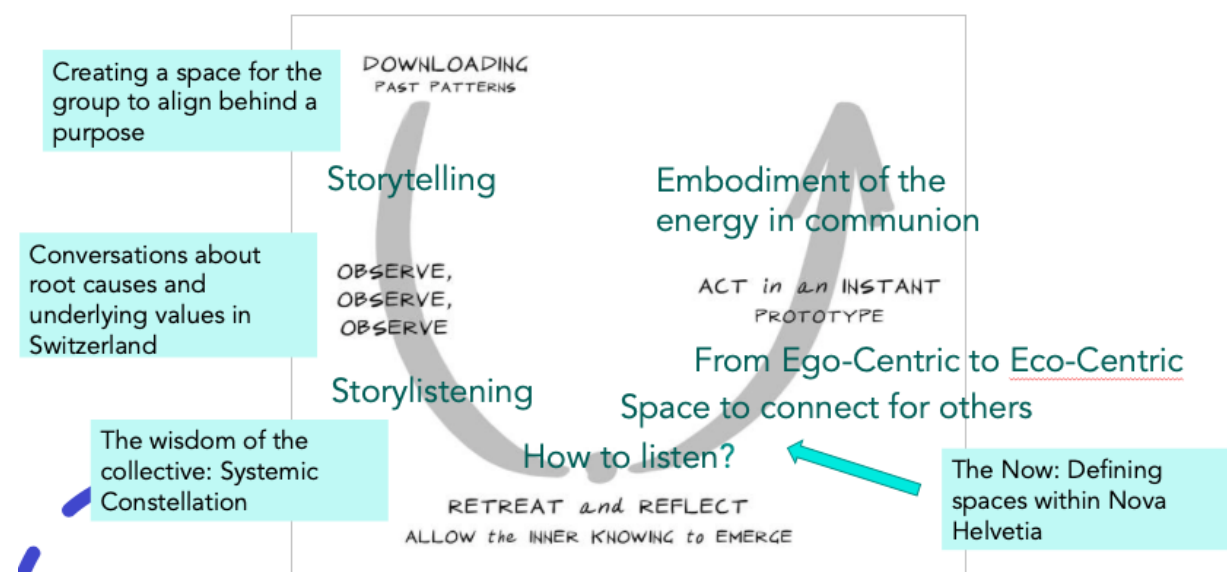 Creating a space for the
group to align behind a
purpose
DOWNLOADING
PAST PATTERNS
Storytelling
Embodiment of the
energy in communion
Conversations about
root causes and
underlying values in
Switzerland
OBSERVE,
OBSERVE,
OBSERVE
ACT in an INSTANT
PROTOTYPE
From Ego-Centric to Eco-Centric
Storylistening
Space to connect for others
The wisdom of the
collective: Systemic
Constellation
How to listen?
The Now: Defining
spaces within Nova
Helvetia
RETREAT and REFLECT
ALLOW the INNER KNOWING to EMERGE